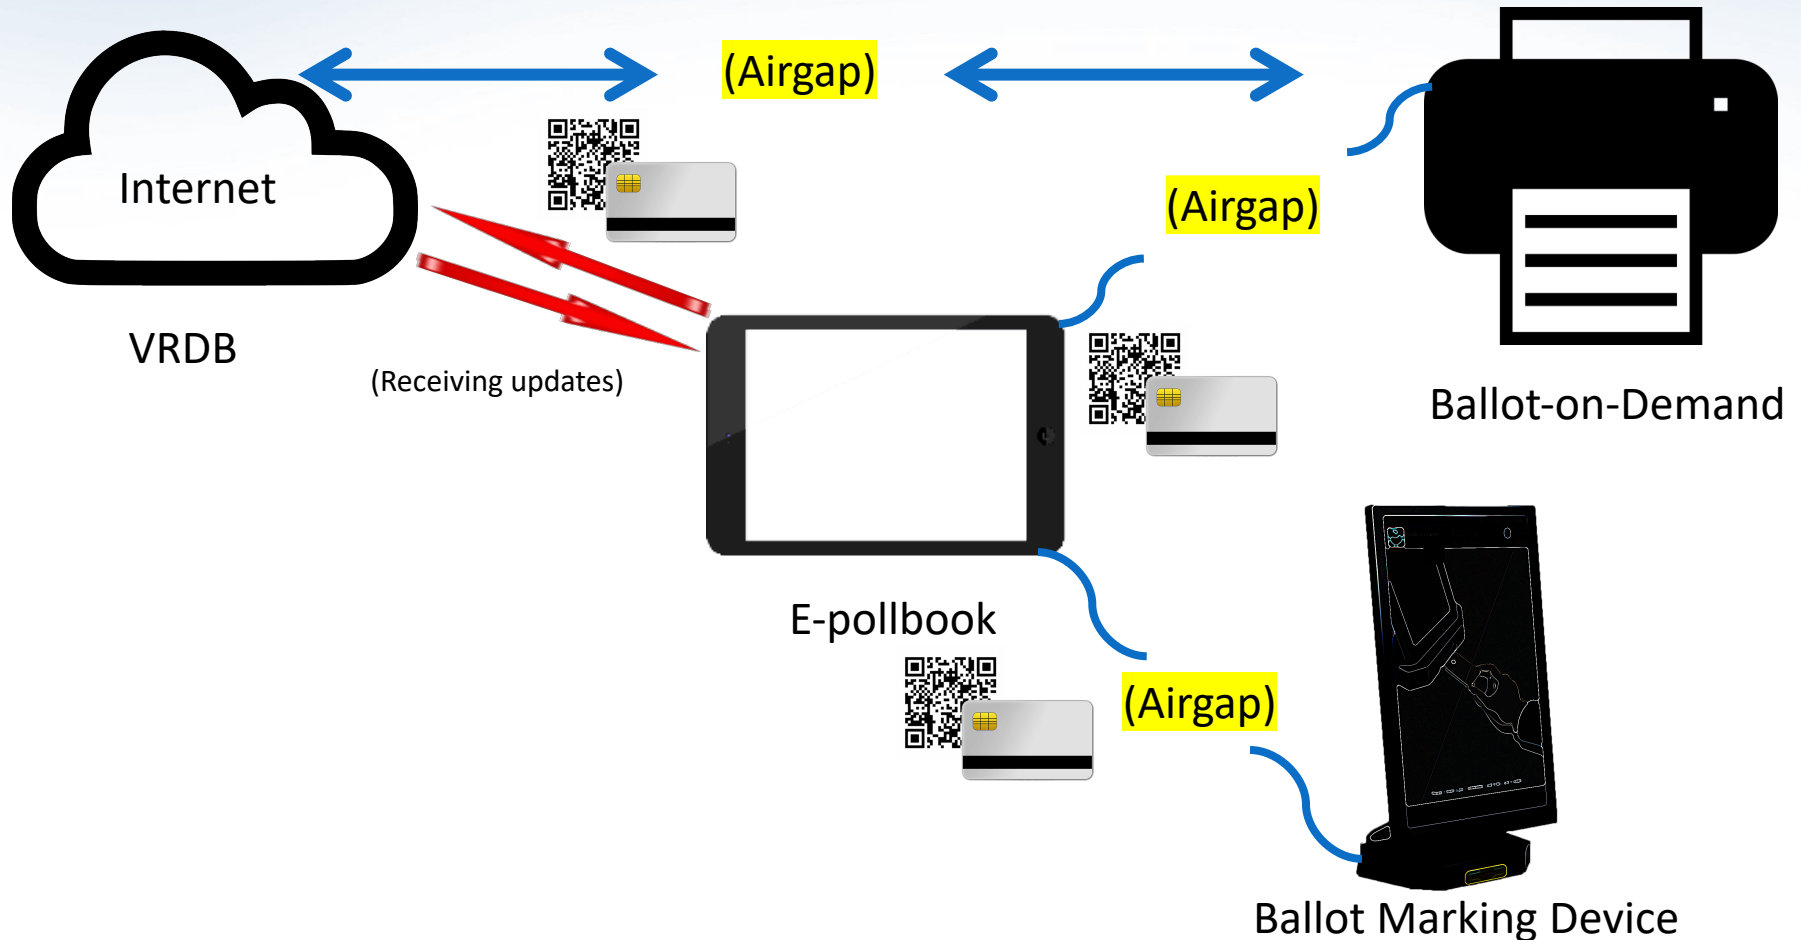 (Airgap)
Internet
(Airgap)
VRDB
(Receiving updates)
Ballot-on-Demand
E-pollbook
(Airgap)
Ballot Marking Device